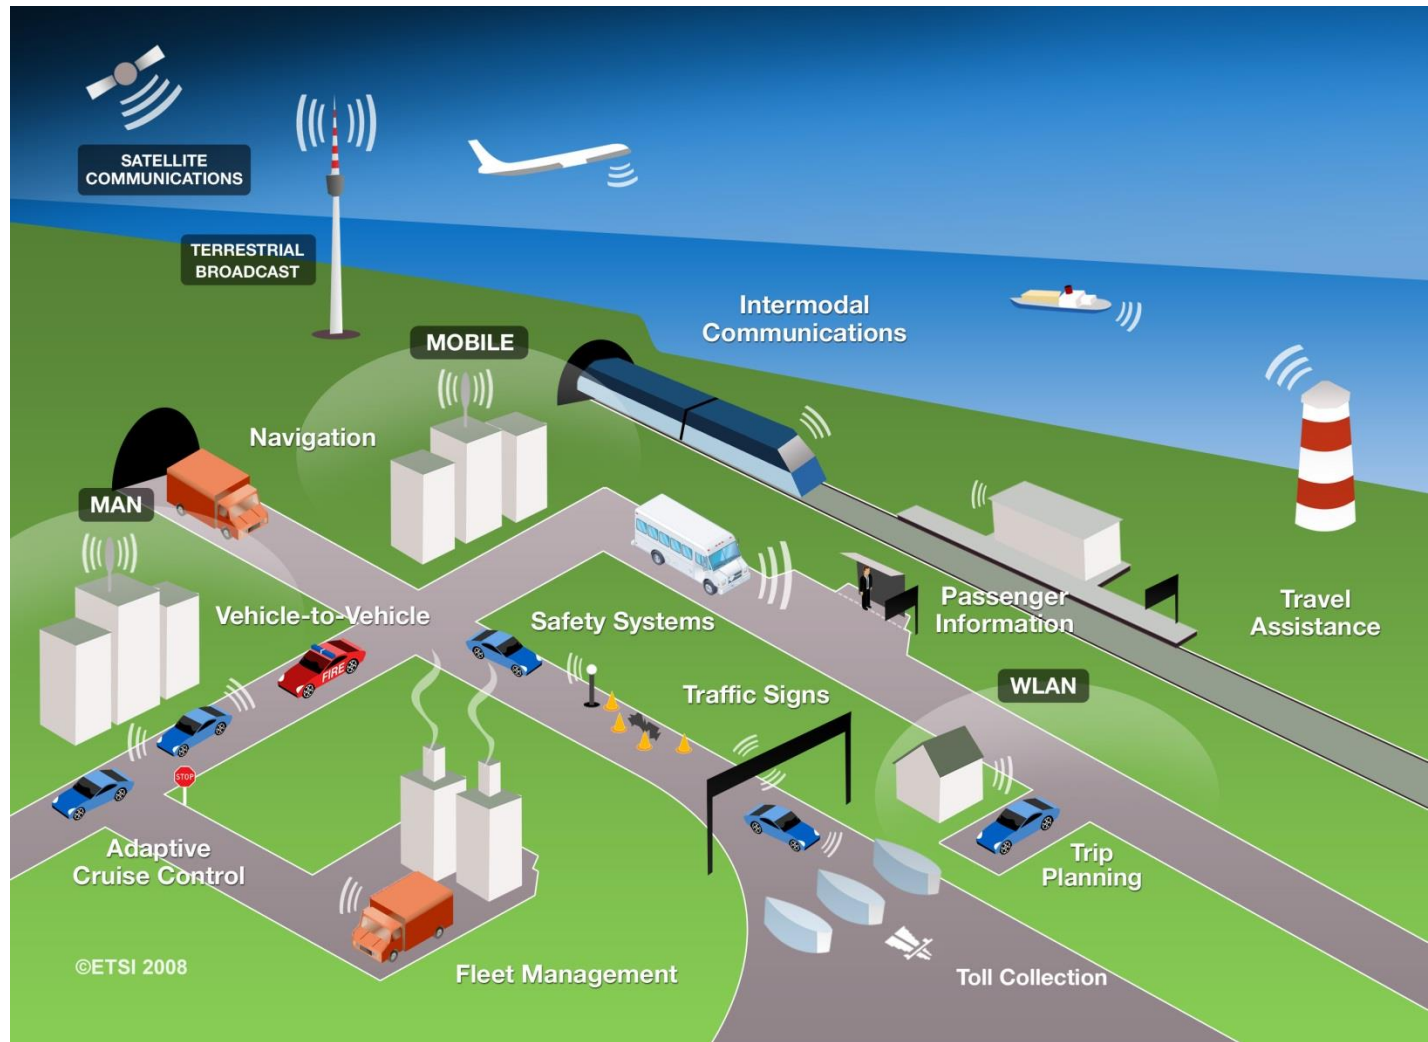 SATELLITE
COMMUNICATIONS
TERRESTRIAL
BROADCAST
Intermodal
Communications
MOBILE
Navigation
MAN
Vehicle-to-Vehicle
FIRE
Safety Systems
Passenger
Information
Travel
Assistance
Traffic Signs
WLAN
STOP
Adaptive
Cruise Control
Trip
Planning
Fleet Management
Toll Collection
©ETSI 2008